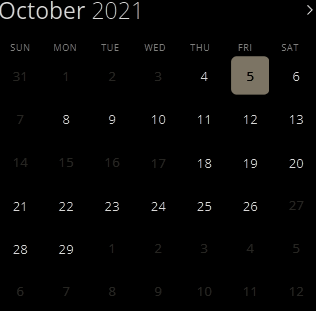 October 2021 >
SUN MON TUE WED THU FRI SAT
31 1 2 3 4 5 6
7 8 9 10 11 12 13
14 15 16 17 18 19 20
21 22 23 24 25 26 27
28 29 1 2 3 4 5
6 7 8 9 10 11 12